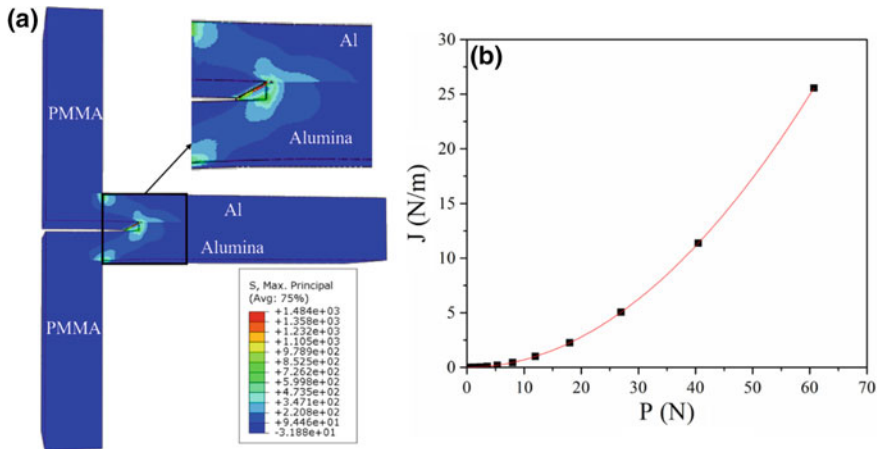 (a)
Al
PMMA
Alumina
Al
Alumina
PMMA
S, Max. Principal
(Avg: 75%)
+1.484e+03
+1.358e+03
+1.232e+03
+1.105e+03
+9.789e+02
+8.525e+02
+7.262e+02
+5.998e+02
+4.735e+02
+3.471e+02
+2.208e+02
+9.446e+01
-3.188e+01
(b)
30
25
20
15
10
5
0
J (N/m)
0 10 20 30 40 50 60 70
P (N)